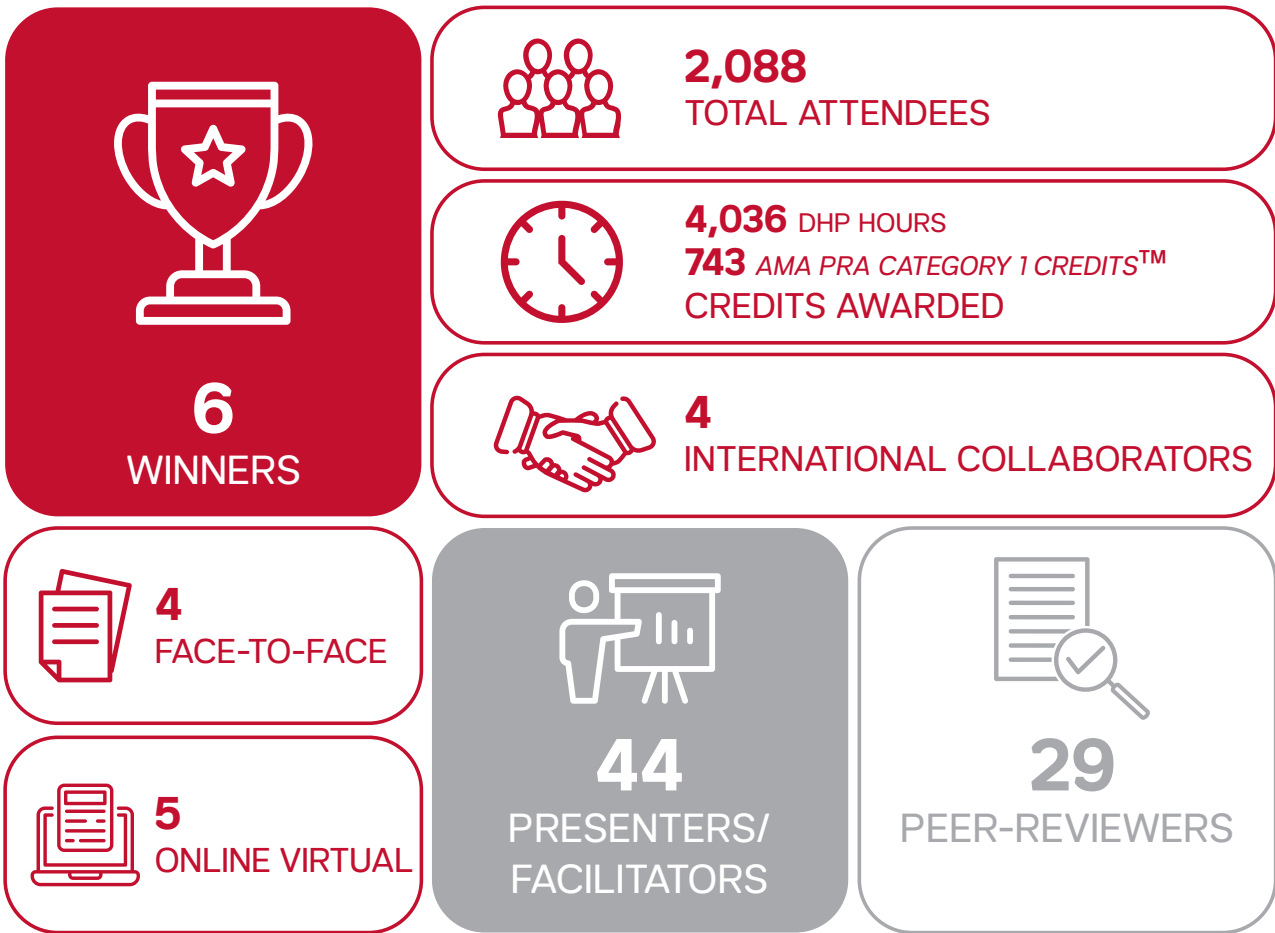 6
WINNERS
2,088
TOTAL ATTENDEES
4,036 DHP HOURS
743 AMA PRA CATEGORY 1 CREDITS™
CREDITS AWARDED
4
INTERNATIONAL COLLABORATORS
4
FACE-TO-FACE
5
ONLINE VIRTUAL
44
PRESENTERS/
FACILITATORS
29
PEER-REVIEWERS